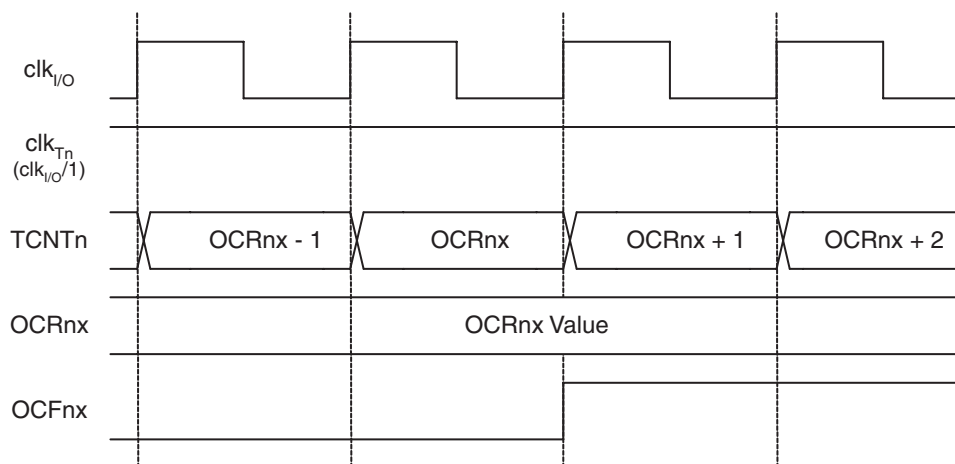 clkI/O
clkTn
(clkI/O/1)
TCNTn OCRnx - 1 OCRnx OCRnx + 1 OCRnx + 2
OCRnx OCRnx Value
OCFnx